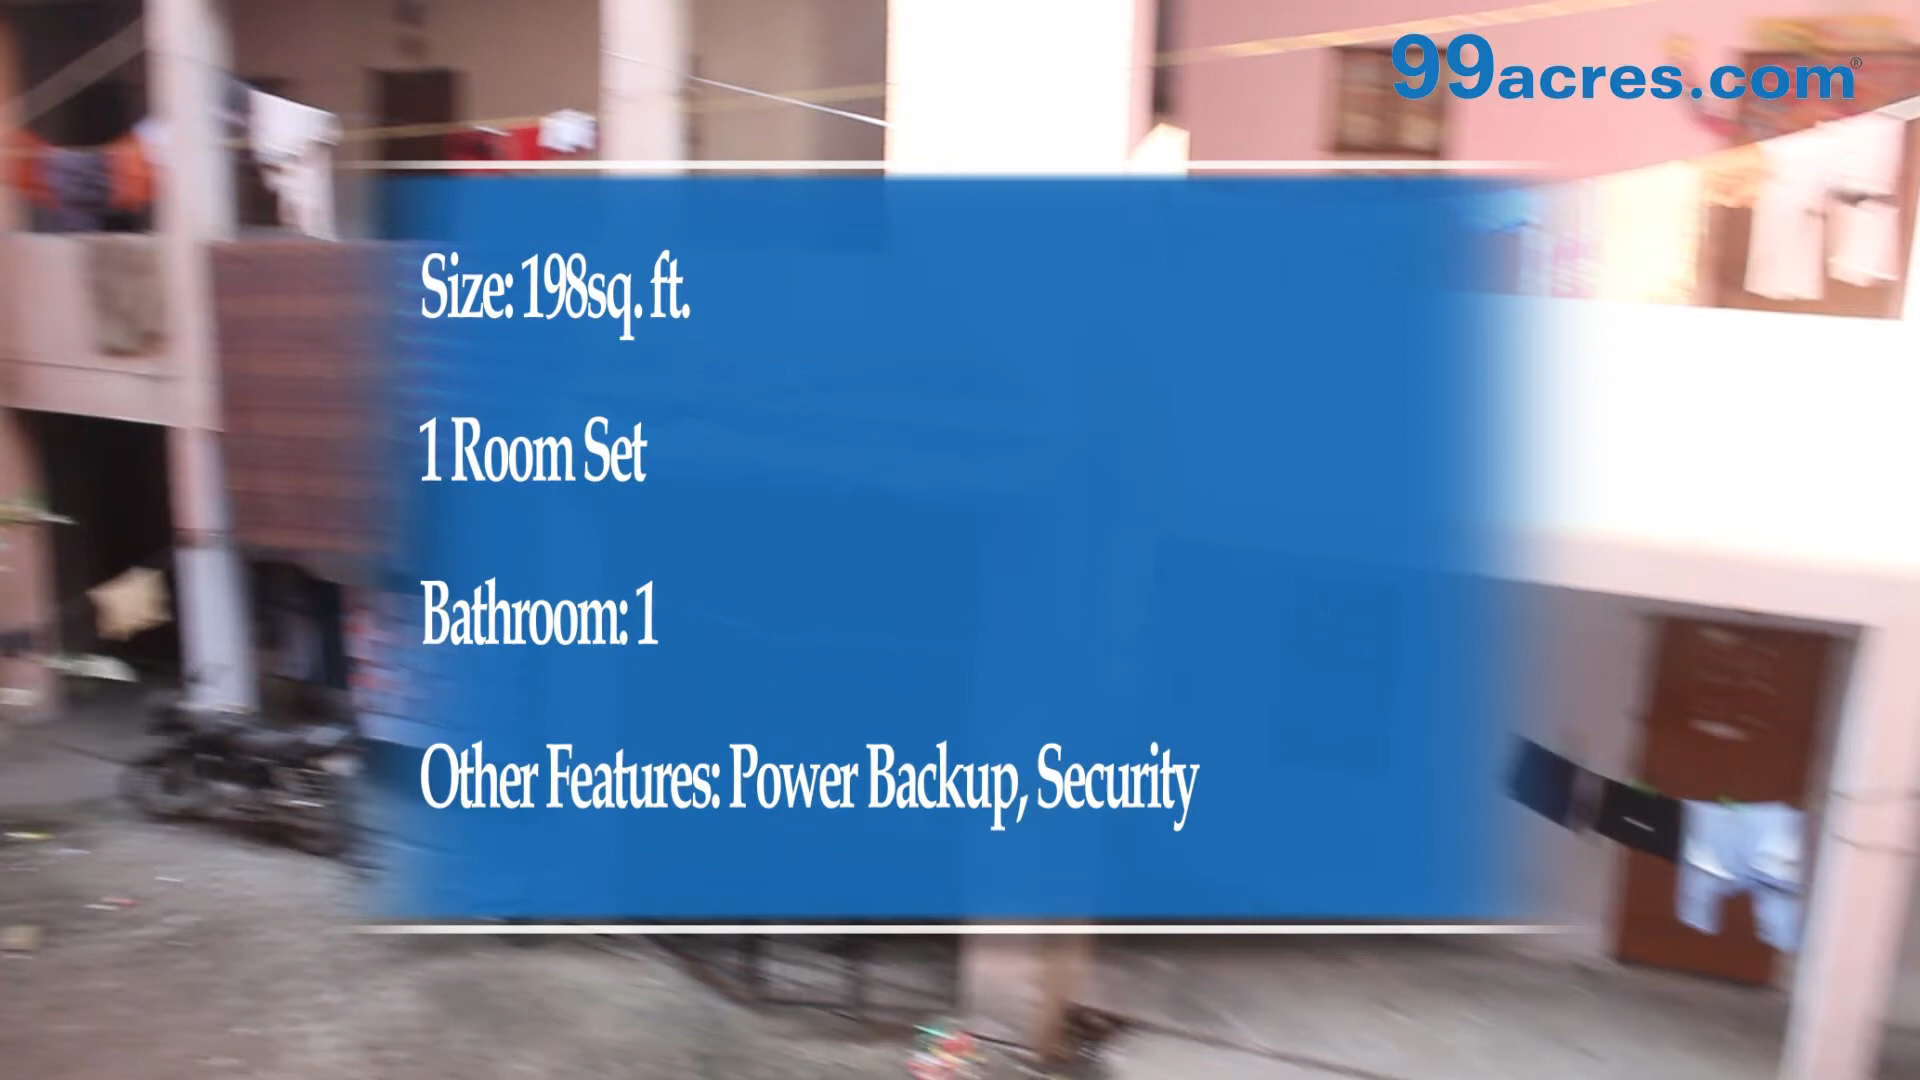 99acres.com®
Size: 198sq. ft.
1 Room Set
Bathroom: 1
Other Features: Power Backup, Security